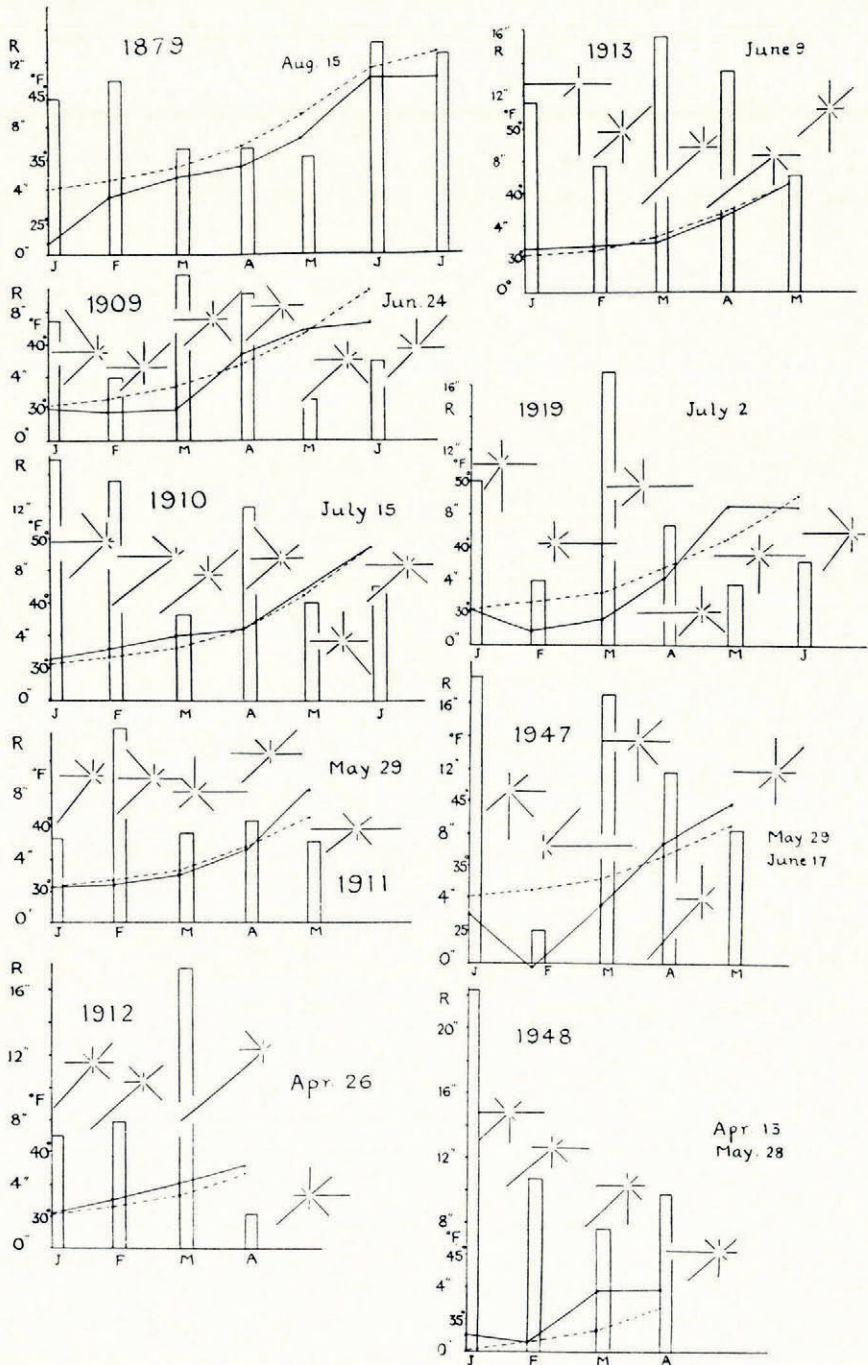 1879
Aug. 15
R
12"
°F
45°
8"
35°
4"
25°
0"
J F M A M J J
1909
Jun. 24
R
8"
°F
40°
4"
30°
0"
J F M A M J
1910
July 15
R
12"
°F
50°
8"
40°
4"
30°
0"
J F M A M J
May 29
1911
R
°F
8"
40°
4"
30°
0"
J F M A M
1912
Apr. 26
R
16"
12"
°F
8"
40°
4"
30°
0"
J F M A
1913
June 9
16"
R
12"
50°
8"
40°
4"
30°
0"
J F M A M
1919
July 2
16"
R
12"
°F
50°
8"
40°
4"
30°
0"
J F M A M J
1947
May 29
June 17
R
16"
°F
12"
45°
8"
35°
4"
25
0"
J F M A M
1948
Apr. 13
May. 28
R
20"
16"
12"
8"
°F
45°
4"
35°
0"
J F M A